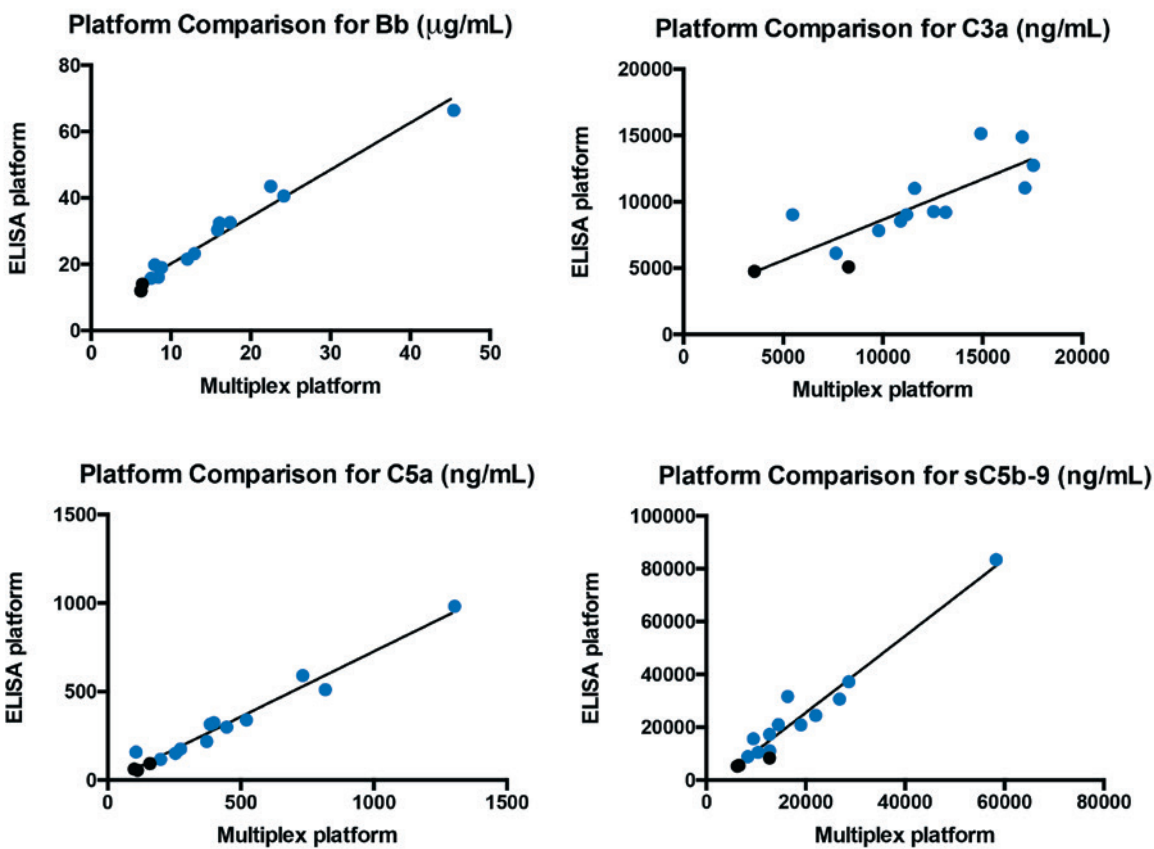 Platform Comparison for Bb (µg/mL)
80
60
40
20
0
ELISA platform
0 10 20 30 40 50
Multiplex platform
Platform Comparison for C3a (ng/mL)
20000
15000
10000
5000
0
ELISA platform
0 5000 10000 15000 20000
Multiplex platform
Platform Comparison for C5a (ng/mL)
1500
1000
500
0
ELISA platform
0 500 1000 1500
Multiplex platform
Platform Comparison for sC5b-9 (ng/mL)
100000
80000
60000
40000
20000
0
ELISA platform
0 20000 40000 60000 80000
Multiplex platform